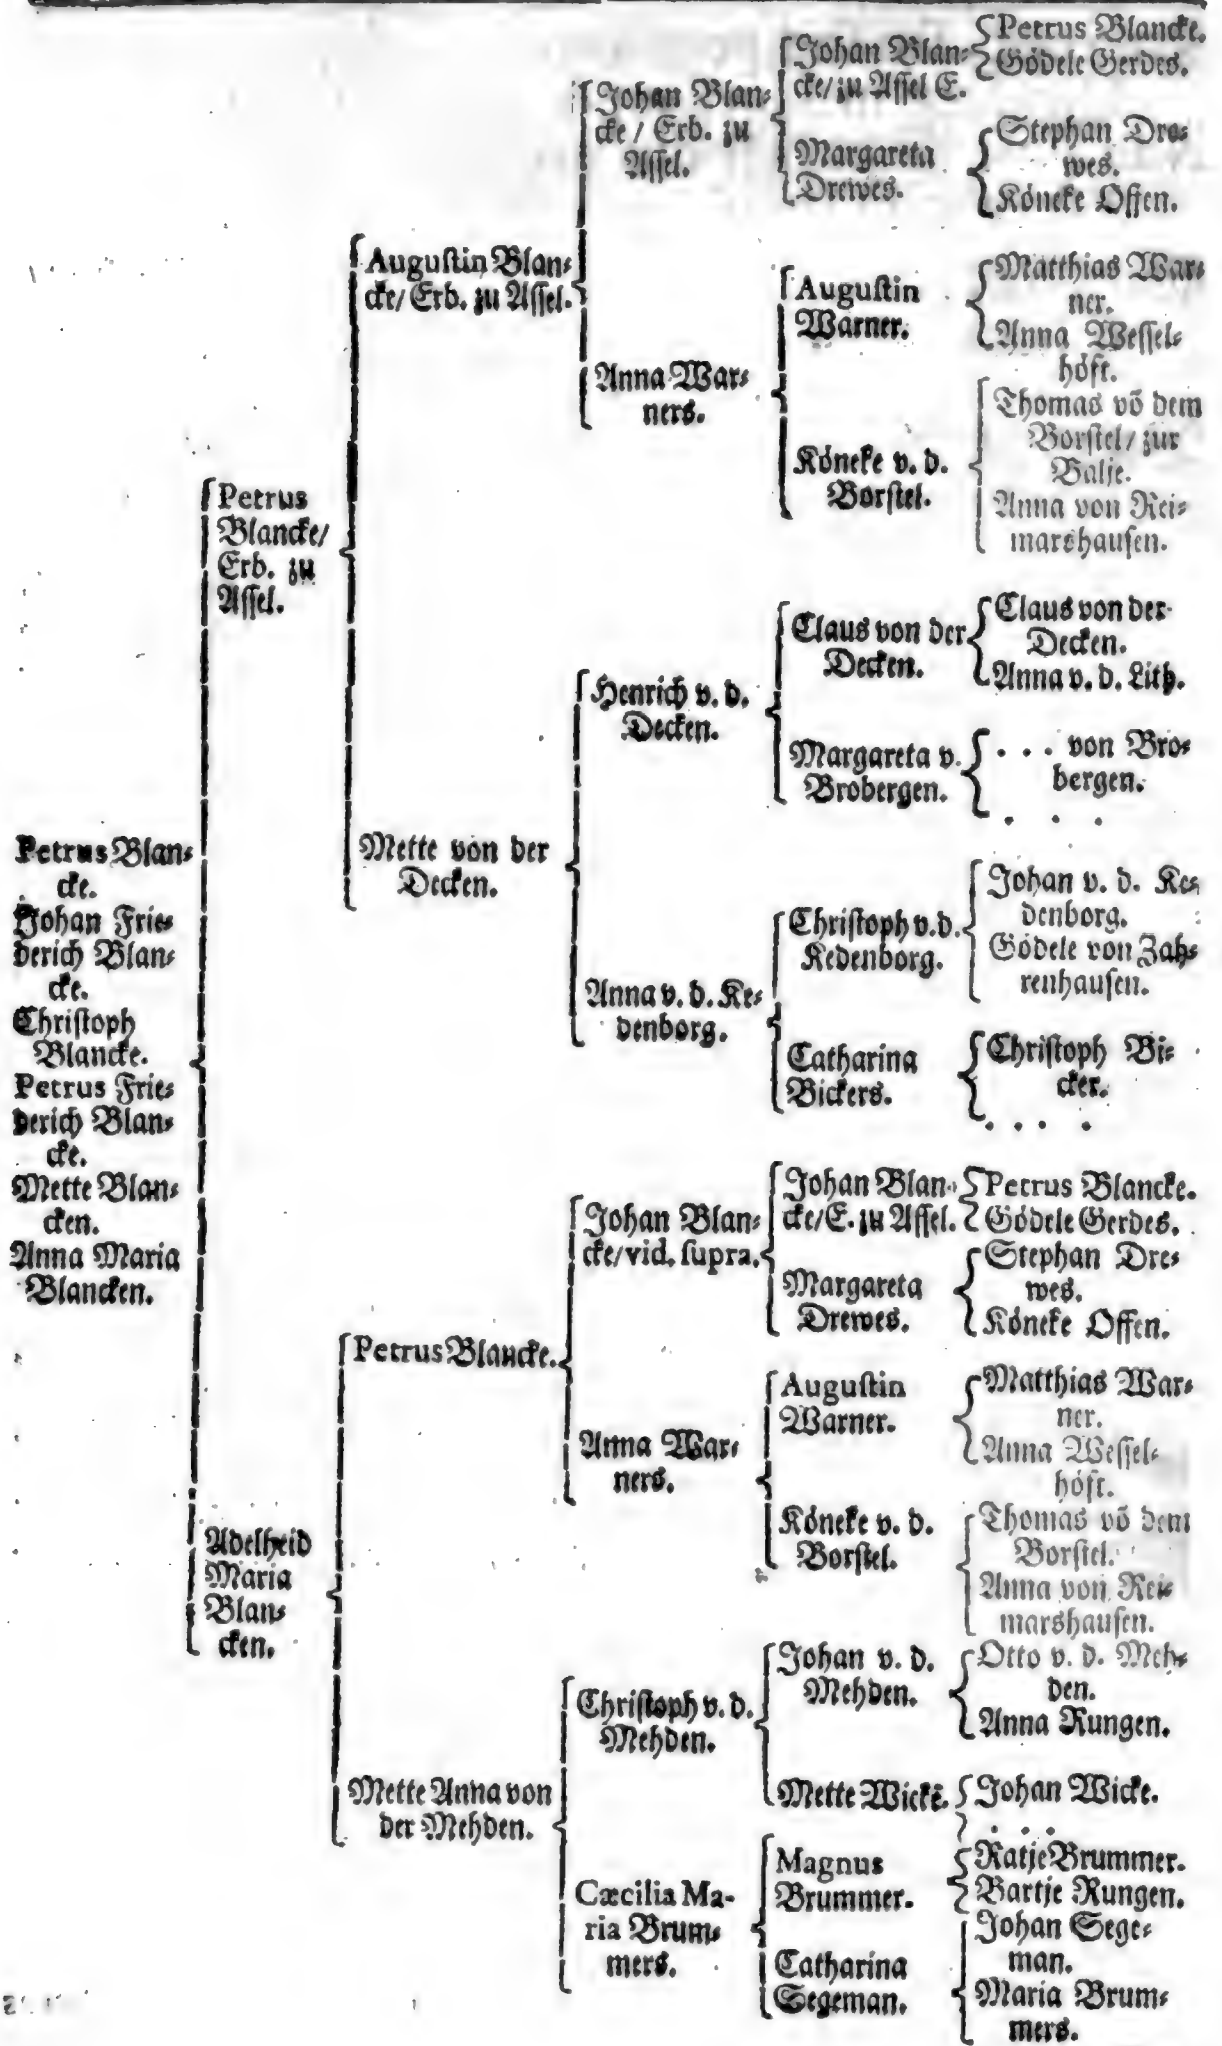 Petrus Blan⸗
cke.
Johan Frie⸗
derich Blan⸗
cke.
Christoph
Blancke.
Petrus Frie⸗
derich Blan⸗
cke.
Mette Blan⸗
cken.
Anna Maria
Blancken.
Petrus
Blancke/
Erb. zu
Assel.
Adelheid
Maria
Blan⸗
cken.
Augustin Blan⸗
cke/ Erb. zu Assel.
Mette von der
Decken.
Petrus Blancke.
Mette Anna von
der Mehden.
Johan Blan⸗
cke / Erb. zu
Assel.
Anna War⸗
ners.
Henrich v. d.
Decken.
Anna v. d. Ke⸗
denborg.
Johan Blan⸗
cke/vid. supra.
Anna War⸗
ners.
Christoph v. d.
Mehden.
Cæcilia Ma-
ria Brum⸗
mers.
Johan Blan⸗
cke/ zu Assel E.
Margareta
Drewes.
Augustin
Warner.
Köneke v. d.
Borstel.
Claus von der
Decken.
Margareta v.
Brobergen.
Christoph v. d.
Kedenborg.
Catharina
Bickers.
Johan Blan⸗
cke/E. zu Assel.
Margareta
Drewes.
Augustin
Warner.
Köneke v. d.
Borstel.
Johan v. d.
Mehden.
Mette Wickē.
Magnus
Brummer.
Catharina
Segeman.
Petrus Blancke.
Gödele Gerdes.
Stephan Dre⸗
wes.
Köneke Offen.
Matthias War⸗
ner.
Anna Wessel⸗
höft.
Thomas võ dem
Borstel/ zur
Balje.
Anna von Rei⸗
marshausen.
Claus von der
Decken.
Anna v. d. Lith.
. . . von Bro⸗
bergen.
. . .
Johan v. d. Ke⸗
denborg.
Gödele von Zah⸗
renhausen.
Christoph Bi⸗
cker.
. . . .
Petrus Blancke.
Gödele Gerdes.
Stephan Dre⸗
wes.
Köneke Offen.
Matthias War⸗
ner.
Anna Wessel⸗
höft.
Thomas võ dem
Borstel.
Anna von Rei⸗
marshausen.
Otto v. d. Meh⸗
den.
Anna Rungen.
Johan Wicke.
. . .
Ratje Brummer.
Bartje Rungen.
Johan Sege⸗
man.
Maria Brum⸗
mers.